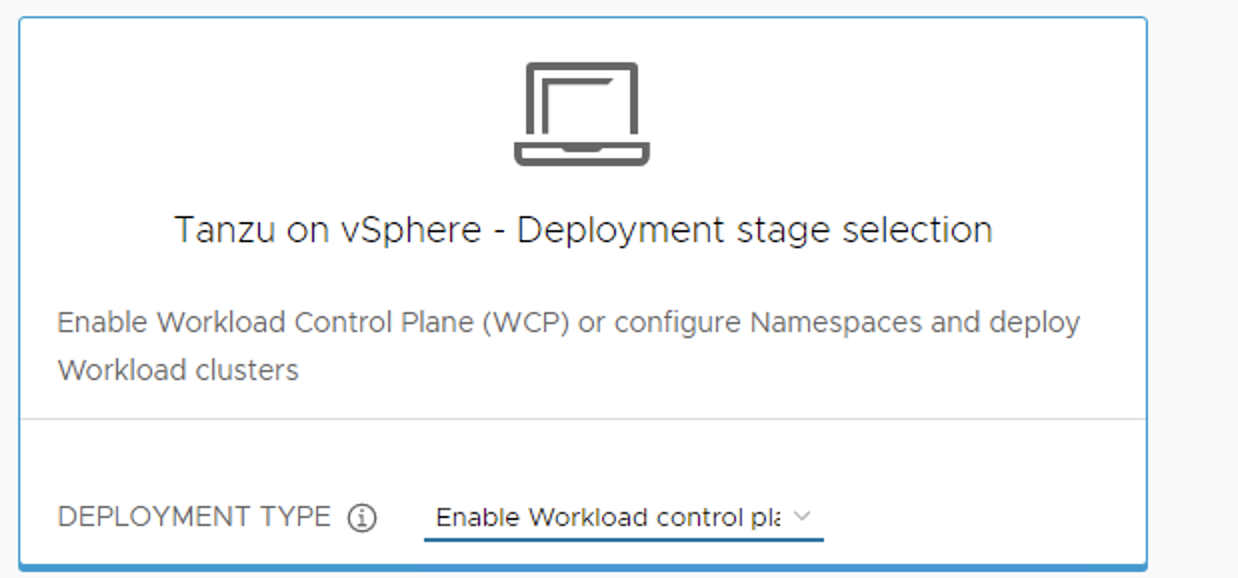 Tanzu on vSphere - Deployment stage selection
Enable Workload Control Plane (WCP) or configure Namespaces and deploy
Workload clusters
DEPLOYMENT TYPE Enable Workload control pla